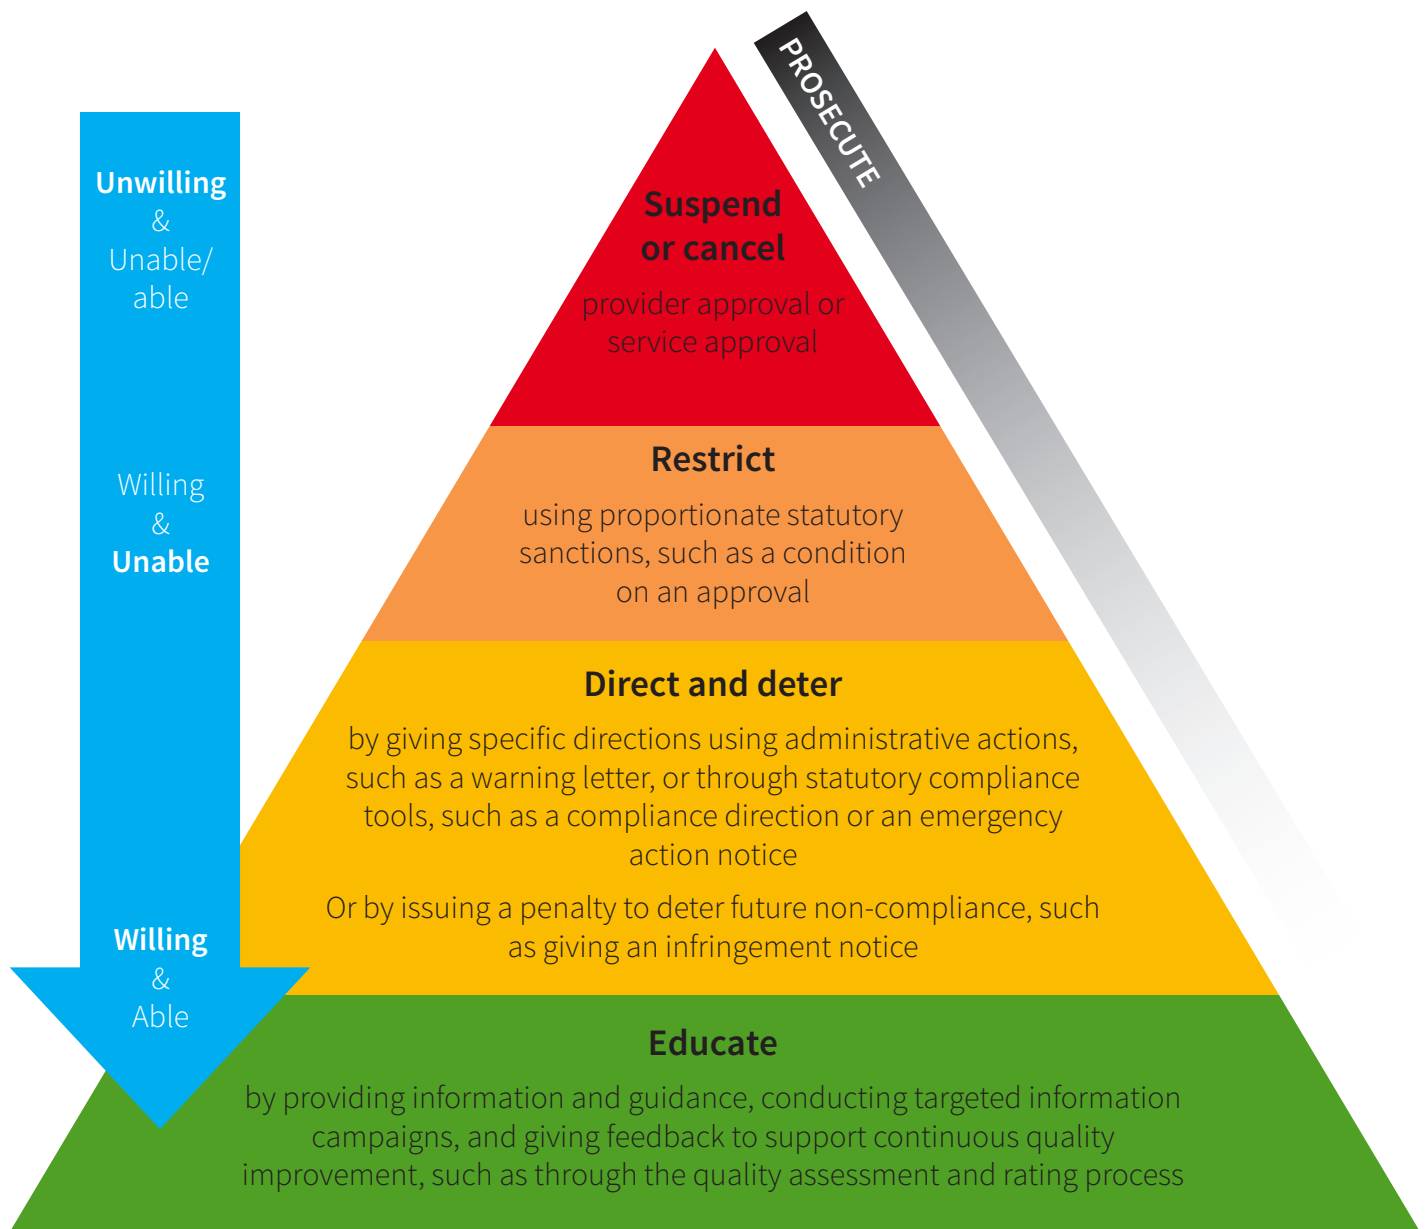 PROSECUTE
Unwilling
&
Unable/
able
Willing
&
Unable
Willing
&
Able
Suspend
or cancel
provider approval or
service approval
Restrict
using proportionate statutory
sanctions, such as a condition
on an approval
Direct and deter
by giving specific directions using administrative actions,
such as a warning letter, or through statutory compliance
tools, such as a compliance direction or an emergency
action notice
Or by issuing a penalty to deter future non-compliance, such
as giving an infringement notice
Educate
by providing information and guidance, conducting targeted information
campaigns, and giving feedback to support continuous quality
improvement, such as through the quality assessment and rating process